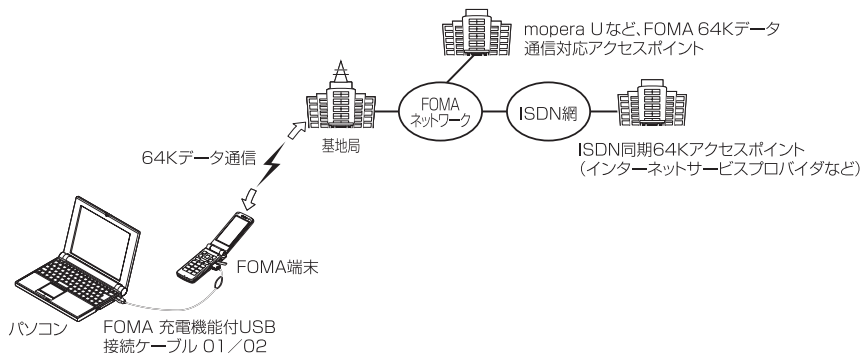 mopera Uなど、FOMA 64Kデータ
通信対応アクセスポイント
FOMA
ネットワーク
ISDN網
基地局
ISDN同期64Kアクセスポイント
（インターネットサービスプロバイダなど）
64Kデータ通信
FOMA端末
パソコン
FOMA 充電機能付USB
接続ケーブル 01／02